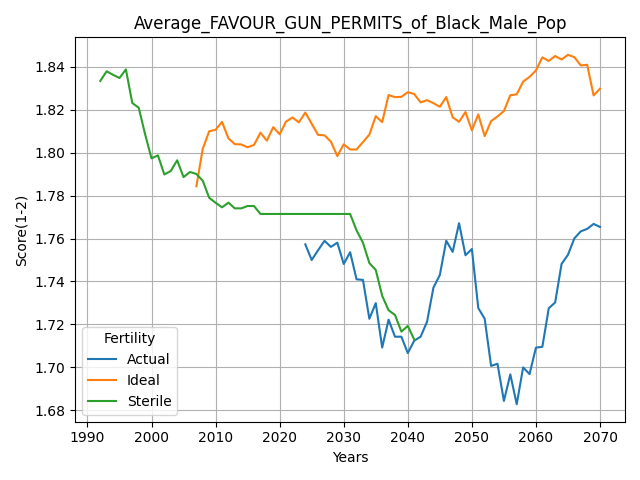 Average_FAVOUR_GUN_PERMITS_of_Black_Male_Pop
Score(1-2)
1.84
1.82
1.80
1.78
1.76
1.74
1.72
1.70
1.68
Fertility
Actual
Ideal
Sterile
1990 2000 2010 2020 2030 2040 2050 2060 2070
Years